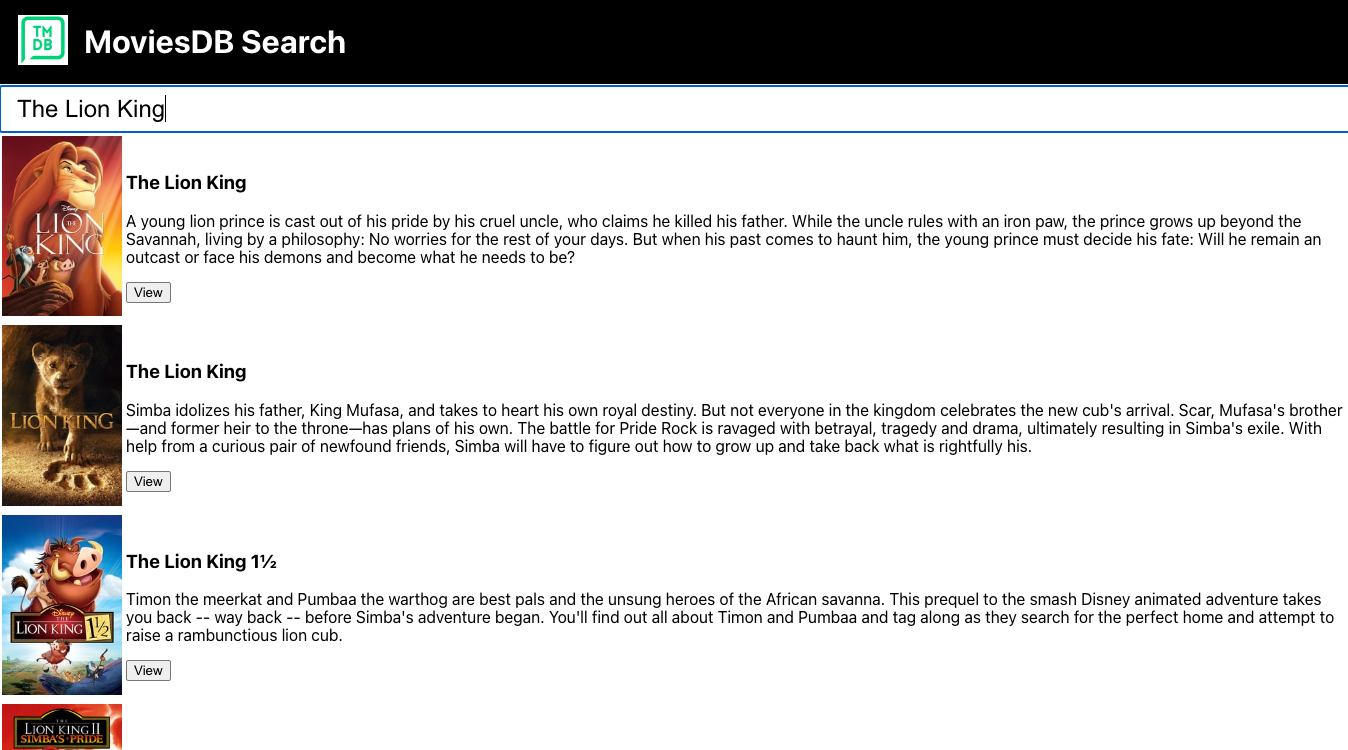 TM
DB
MoviesDB Search
The Lion King
Disney
THE
LION
KING
The Lion King
A young lion prince is cast out of his pride by his cruel uncle, who claims he killed his father. While the uncle rules with an iron paw, the prince grows up beyond the
Savannah, living by a philosophy: No worries for the rest of your days. But when his past comes to haunt him, the young prince must decide his fate: Will he remain an
outcast or face his demons and become what he needs to be?
View
LION KING
The Lion King
Simba idolizes his father, King Mufasa, and takes to heart his own royal destiny. But not everyone in the kingdom celebrates the new cub's arrival. Scar, Mufasa's brother
—and former heir to the throne—has plans of his own. The battle for Pride Rock is ravaged with betrayal, tragedy and drama, ultimately resulting in Simba's exile. With
help from a curious pair of newfound friends, Simba will have to figure out how to grow up and take back what is rightfully his.
View
Disney
THE
LION KING 1½
The Lion King 1½
Timon the meerkat and Pumbaa the warthog are best pals and the unsung heroes of the African savanna. This prequel to the smash Disney animated adventure takes
you back -- way back -- before Simba's adventure began. You'll find out all about Timon and Pumbaa and tag along as they search for the perfect home and attempt to
raise a rambunctious lion cub.
View
THE
LION KING II
SIMBA'S PRIDE